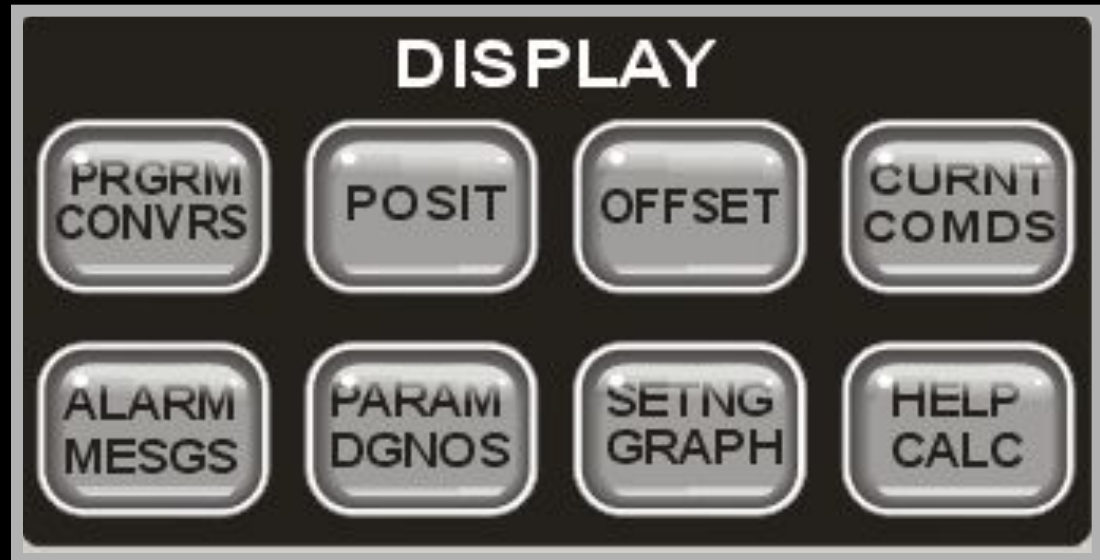 DISPLAY
PRGRM
CONVRS
POSIT
OFFSET
CURNT
COMDS
ALARM
MESGS
PARAM
DGNOS
SETNG
GRAPH
HELP
CALC